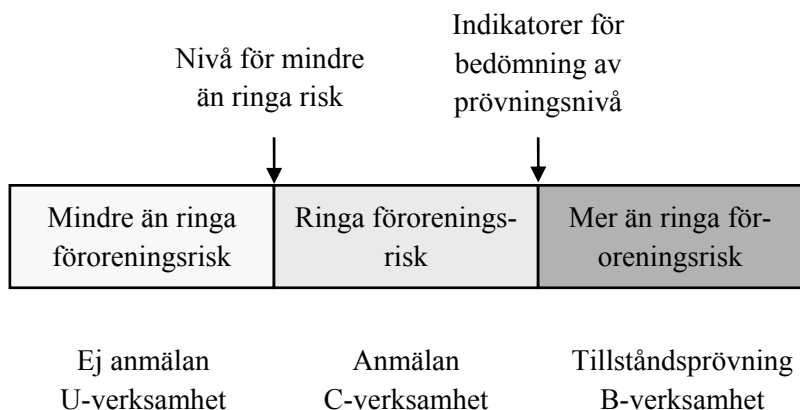 Nivå för mindre
än ringa risk
Indikatorer för
bedömning av
prövningsnivå
Mindre än ringa
föroreningsrisk
Ringa förorenings-
risk
Mer än ringa för-
oreningsrisk
Ej anmälan
U-verksamhet
Anmälan
C-verksamhet
Tillståndsprövning
B-verksamhet